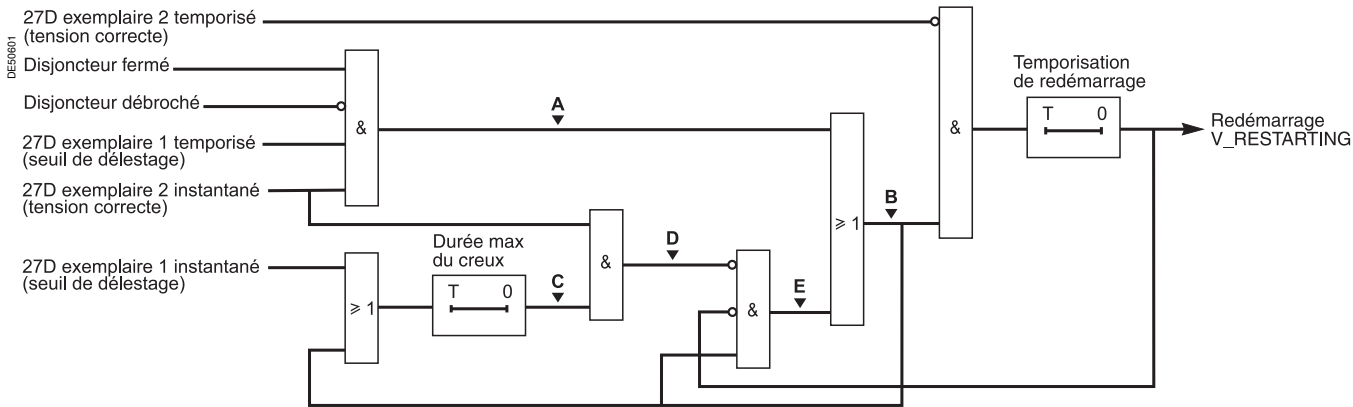 27D exemplaire 2 temporisé
(tension correcte)
DE50601
Disjoncteur fermé
Disjoncteur débroché
27D exemplaire 1 temporisé
(seuil de délestage)
27D exemplaire 2 instantané
(tension correcte)
27D exemplaire 1 instantané
(seuil de délestage)
&
A
Durée max
du creux
T 0
≥ 1
C
&
D
&
E
≥ 1
B
&
Temporisation
de redémarrage
T 0
Redémarrage
V_RESTARTING